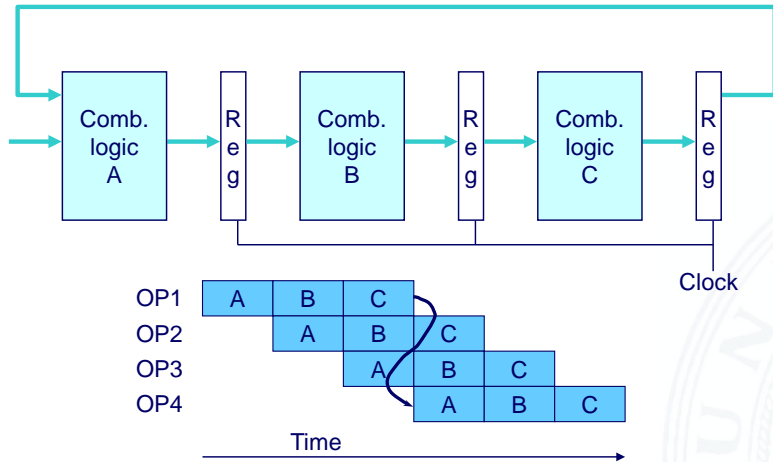 Comb.
logic
A
R
e
g
Comb.
logic
B
R
e
g
Comb.
logic
C
R
e
g
Clock
OP1 A B C
OP2 A B C
OP3 A B C
OP4 A B C
Time
U N